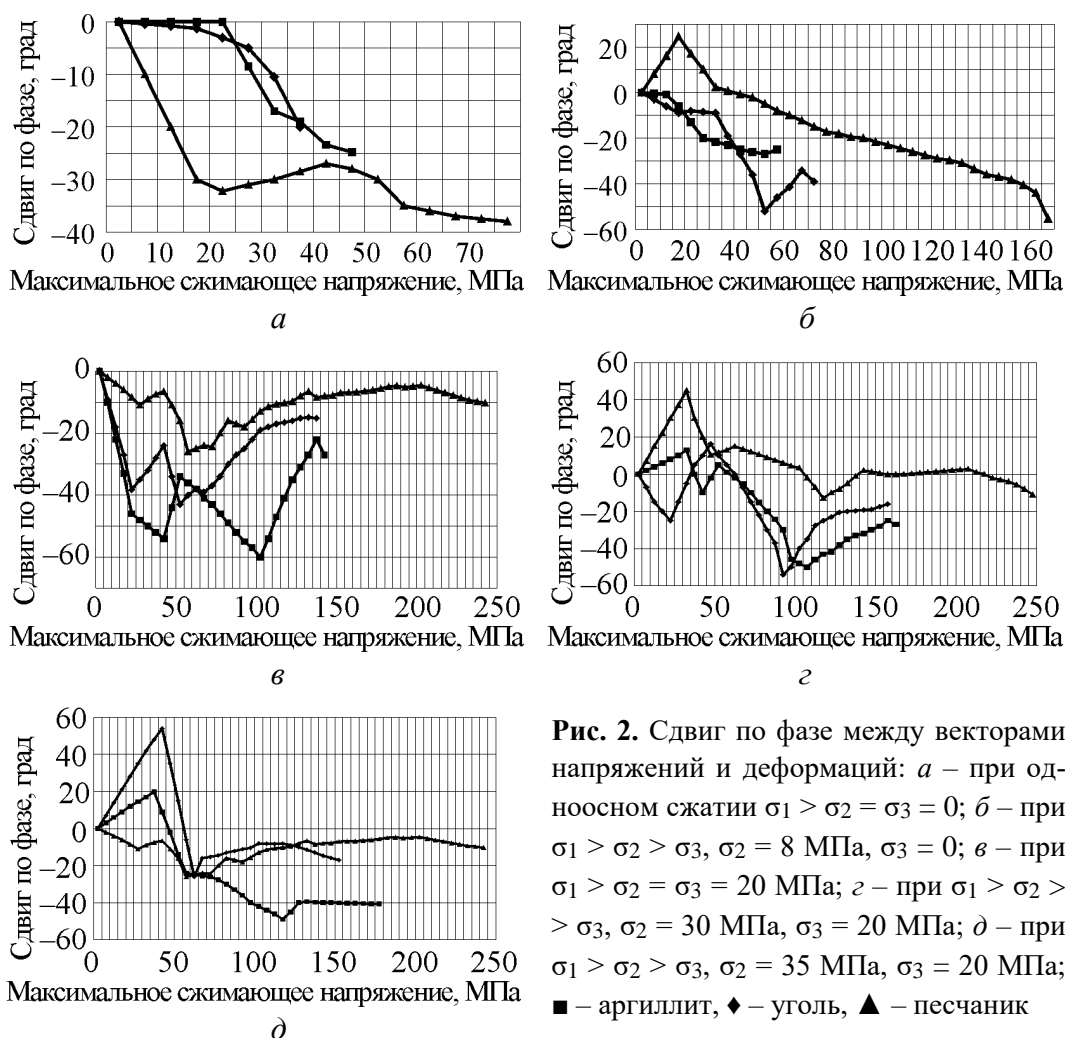 Сдвиг по фазе, град
0
–10
–20
–30
–40
0 10 20 30 40 50 60 70
Максимальное сжимающее напряжение, МПа
а
Сдвиг по фазе, град
20
0
–20
–40
–60
0 20 40 60 80 100 120 140 160
Максимальное сжимающее напряжение, МПа
б
Сдвиг по фазе, град
0
–20
–40
–60
0 50 100 150 200 250
Максимальное сжимающее напряжение, МПа
в
Сдвиг по фазе, град
60
40
20
0
–20
–40
–60
0 50 100 150 200 250
Максимальное сжимающее напряжение, МПа
г
Сдвиг по фазе, град
60
40
20
0
–20
–40
–60
0 50 100 150 200 250
Максимальное сжимающее напряжение, МПа
д
Рис. 2. Сдвиг по фазе между векторами
напряжений и деформаций: а – при од-
ноосном сжатии σ1 > σ2 = σ3 = 0; б – при
σ1 > σ2 > σ3, σ2 = 8 МПа, σ3 = 0; в – при
σ1 > σ2 = σ3 = 20 МПа; г – при σ1 > σ2 >
> σ3, σ2 = 30 МПа, σ3 = 20 МПа; д – при
σ1 > σ2 > σ3, σ2 = 35 МПа, σ3 = 20 МПа;
■ – аргиллит, ♦ – уголь, ▲ – песчаник